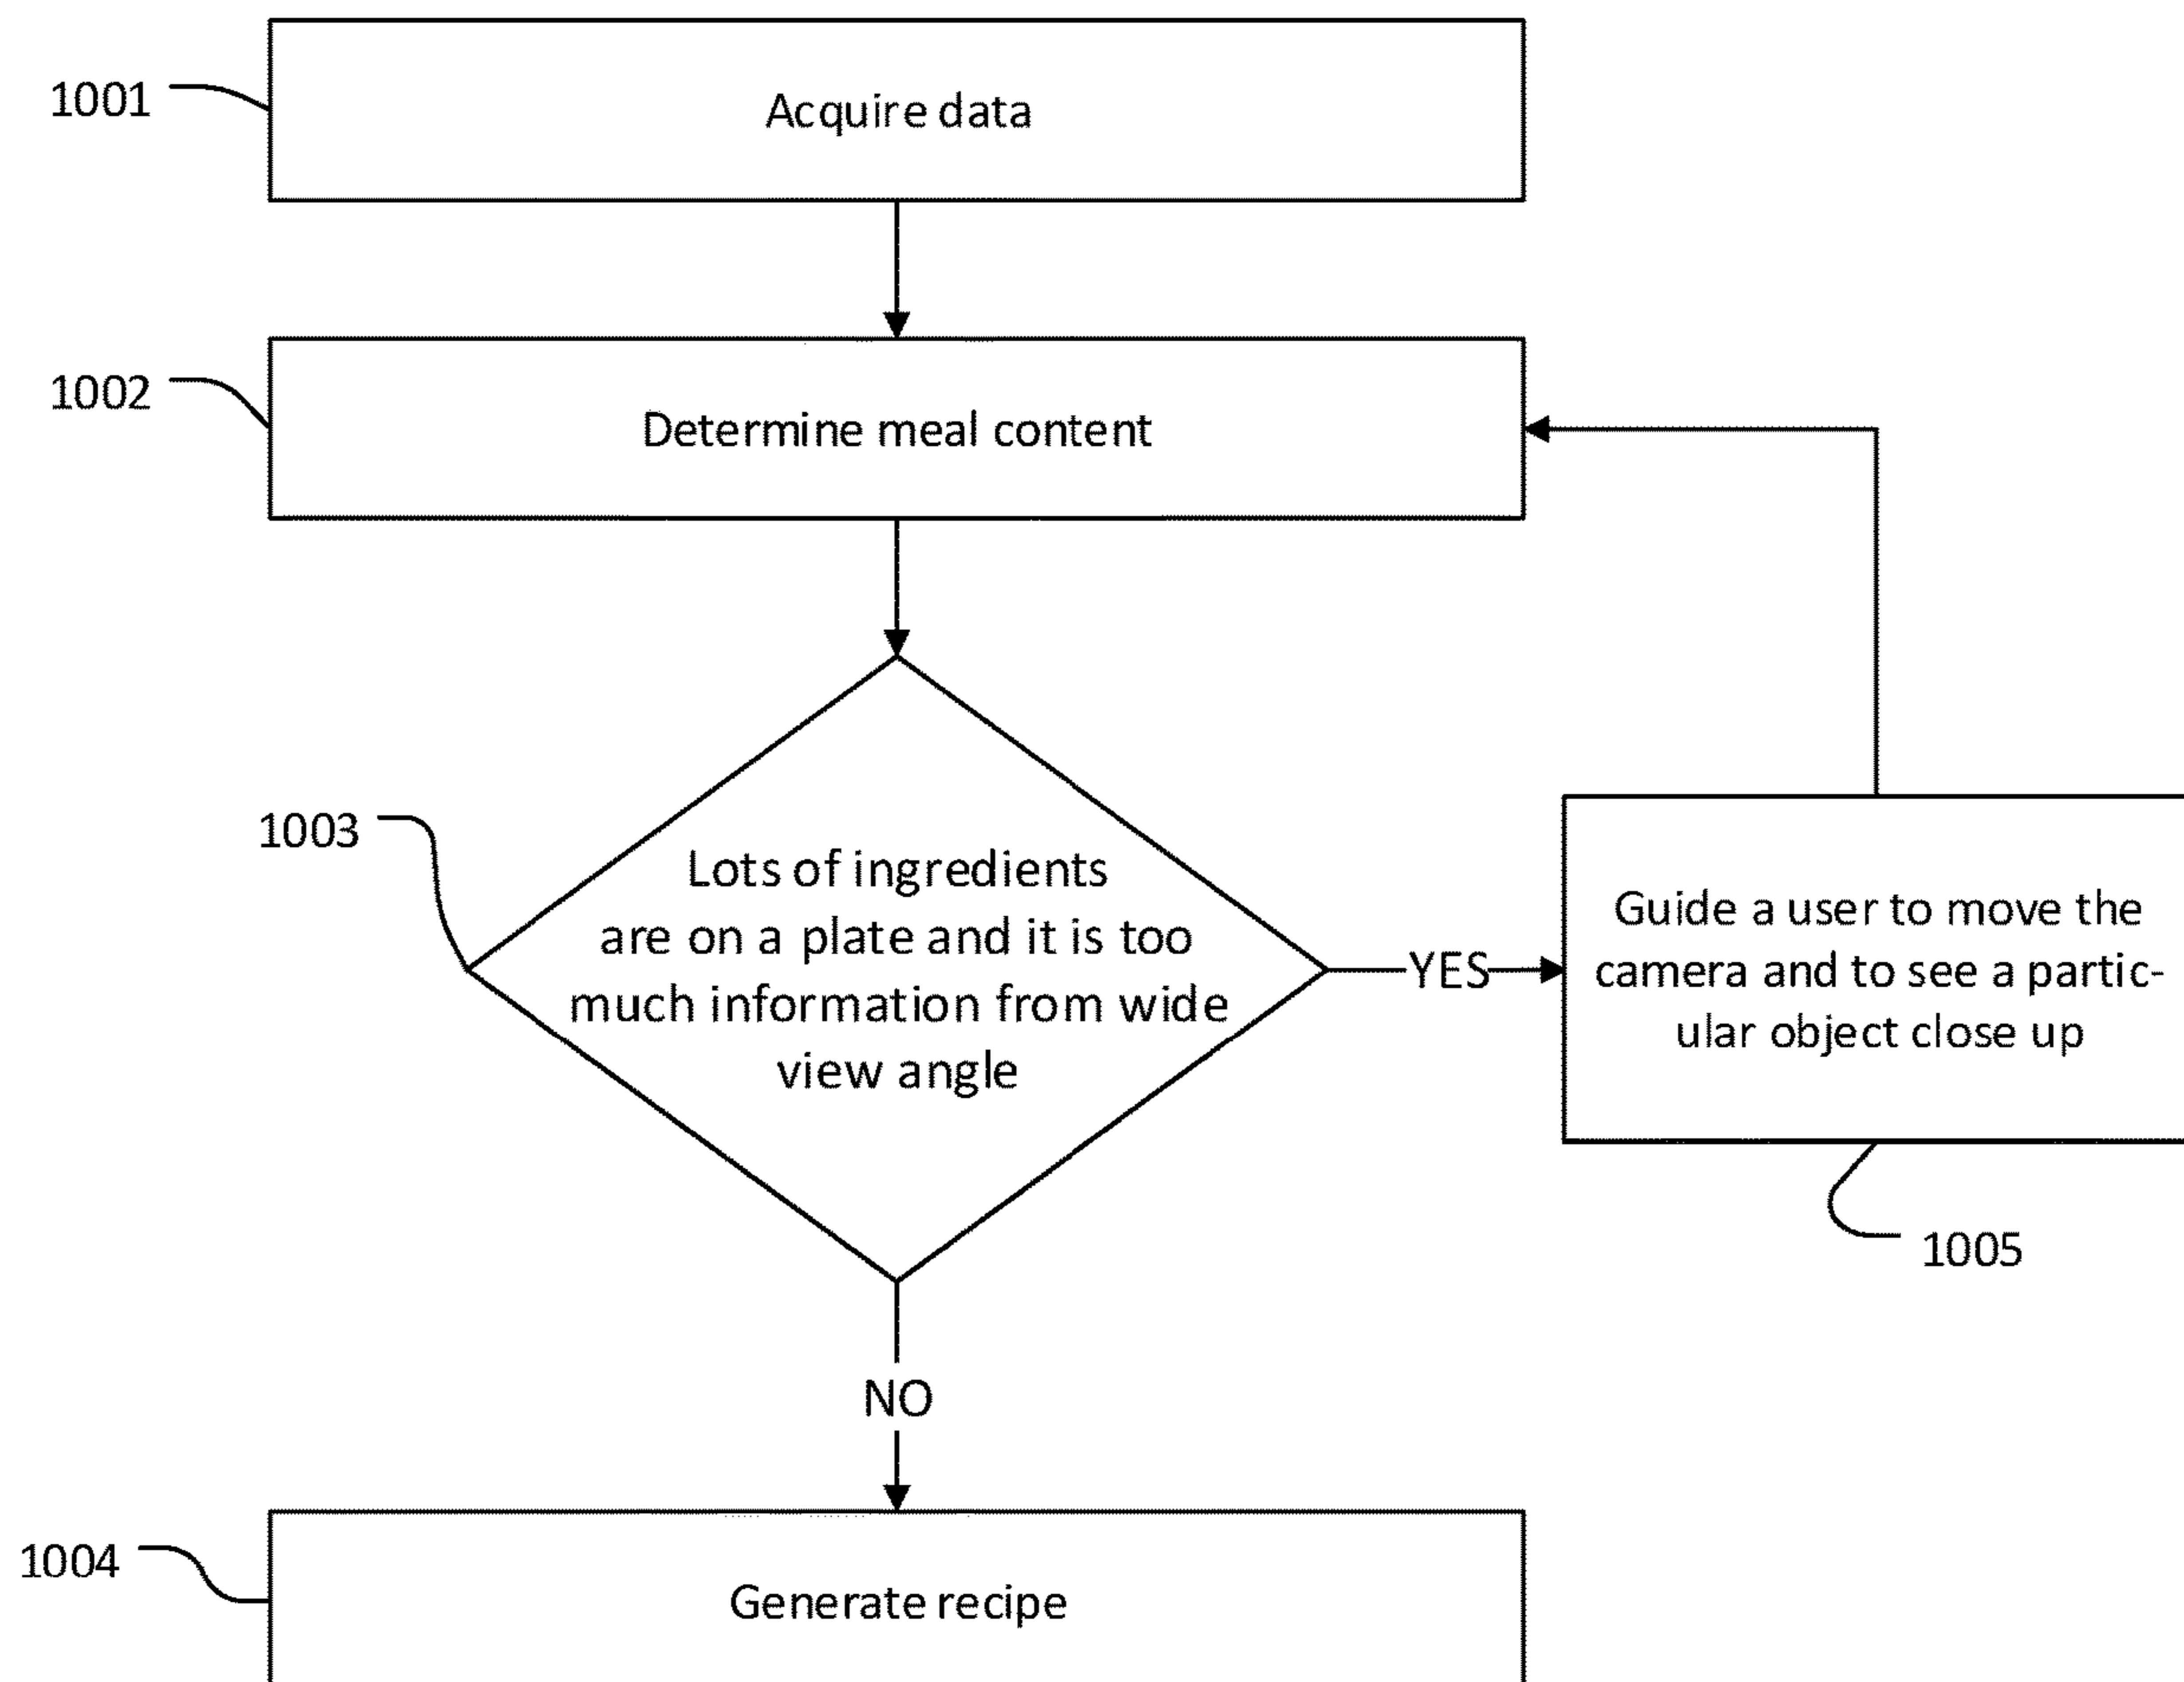 1001
Acquire data
1002
Determine meal content
1003
Lots of ingredients
are on a plate and it is too
much information from wide
view angle
YES
Guide a user to move the
camera and to see a partic-
ular object close up
1005
NO
1004
Generate recipe